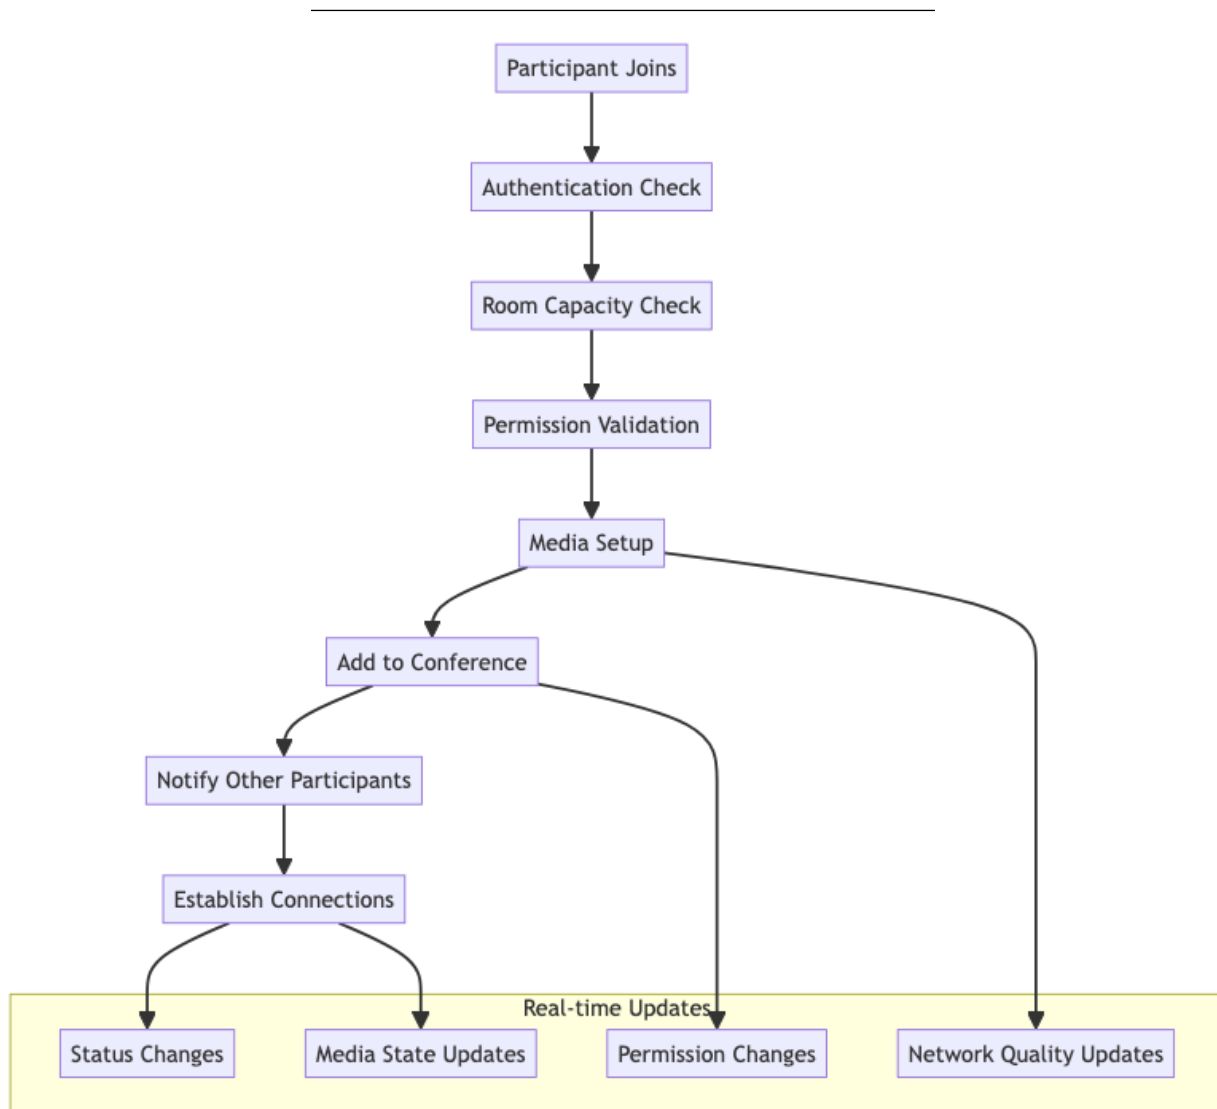 Participant Joins
Authentication Check
Room Capacity Check
Permission Validation
Media Setup
Add to Conference
Notify Other Participants
Establish Connections
Real-time Updates
Status Changes
Media State Updates
Permission Changes
Network Quality Updates